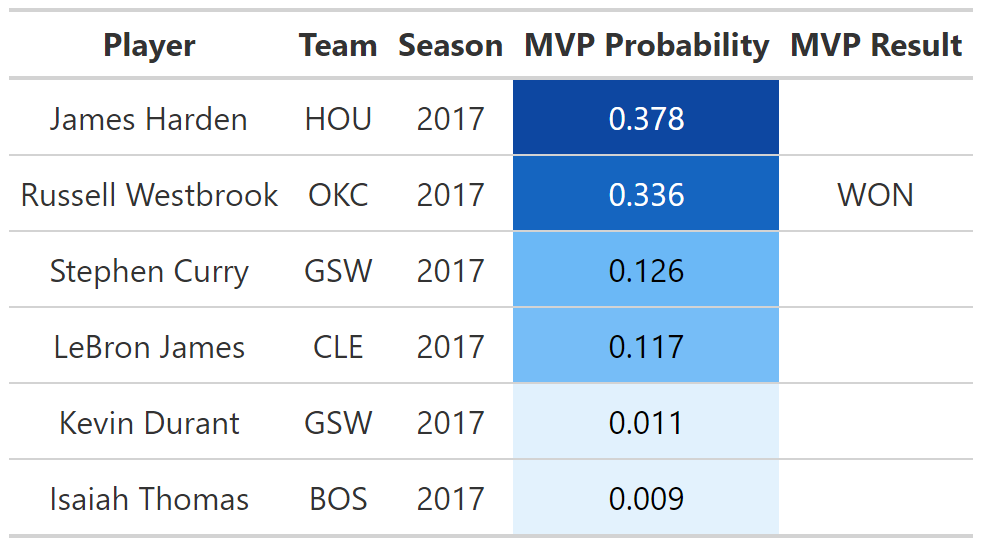 Player Team Season MVP Probability MVP Result
James Harden HOU 2017 0.378
Russell Westbrook OKC 2017 0.336 WON
Stephen Curry GSW 2017 0.126
LeBron James CLE 2017 0.117
Kevin Durant GSW 2017 0.011
Isaiah Thomas BOS 2017 0.009